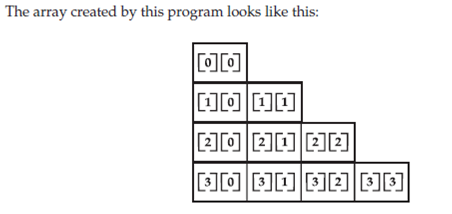 The array created by this program looks like this:
[0][0]
[1][0] [1][1]
[2][0] [2][1] [2][2]
[3][0] [3][1] [3][2] [3][3]